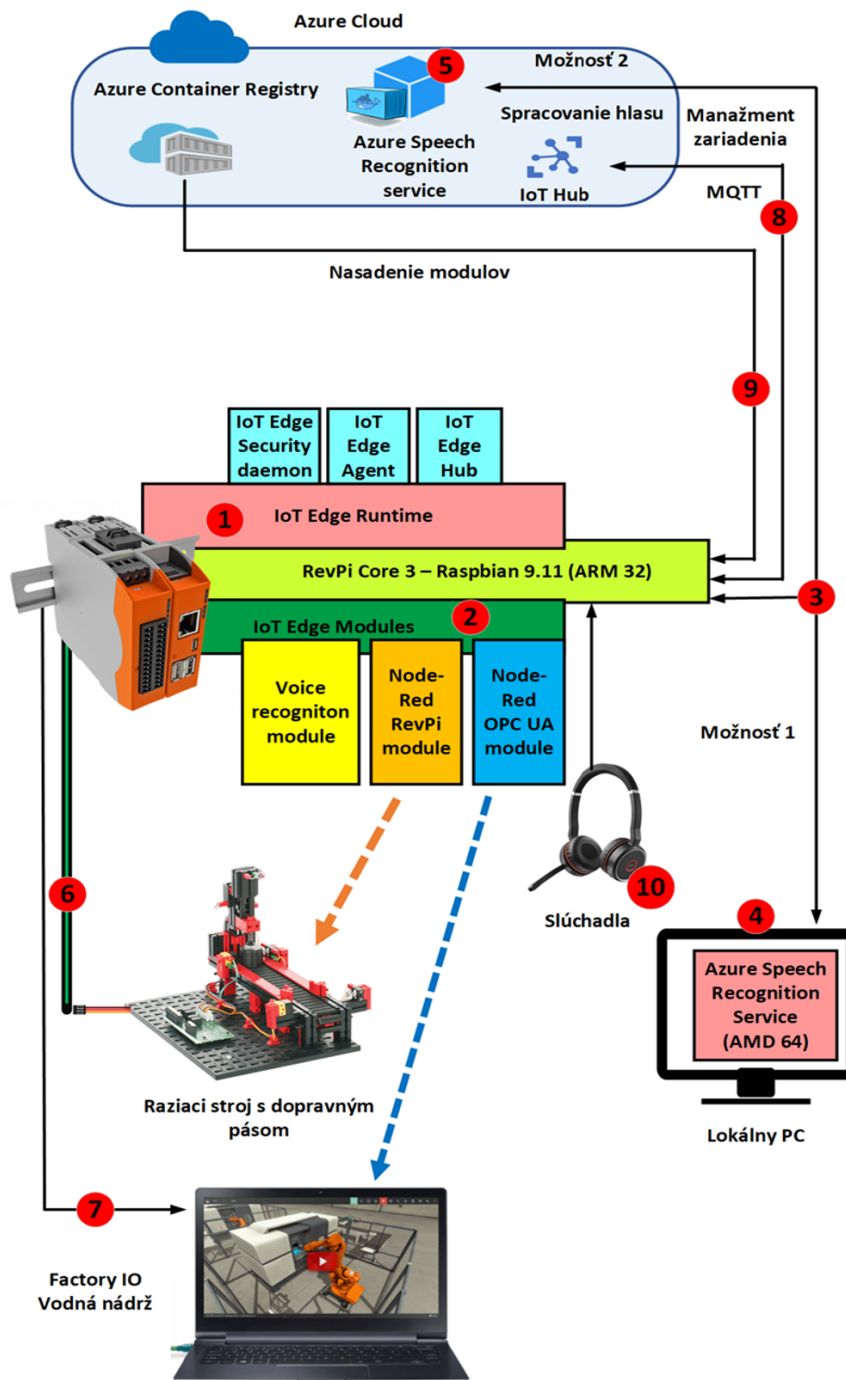 Azure Cloud
5
Možnosť 2
Azure Container Registry
Spracovanie hlasu
Manažment
zariadenia
Azure Speech
Recognition
service
IoT Hub
MQTT
8
Nasadenie modulov
9
IoT Edge
Security
daemon
IoT
Edge
Agent
IoT
Edge
Hub
1
IoT Edge Runtime
RevPi Core 3 – Raspbian 9.11 (ARM 32)
3
2
IoT Edge Modules
Voice
recogniton
module
Node-
Red
RevPi
module
Node-
Red
OPC UA
module
Možnosť 1
6
10
Slúchadla
4
Azure Speech
Recognition
Service
(AMD 64)
Raziaci stroj s dopravným
pásom
Lokálny PC
7
Factory IO
Vodná nádrž